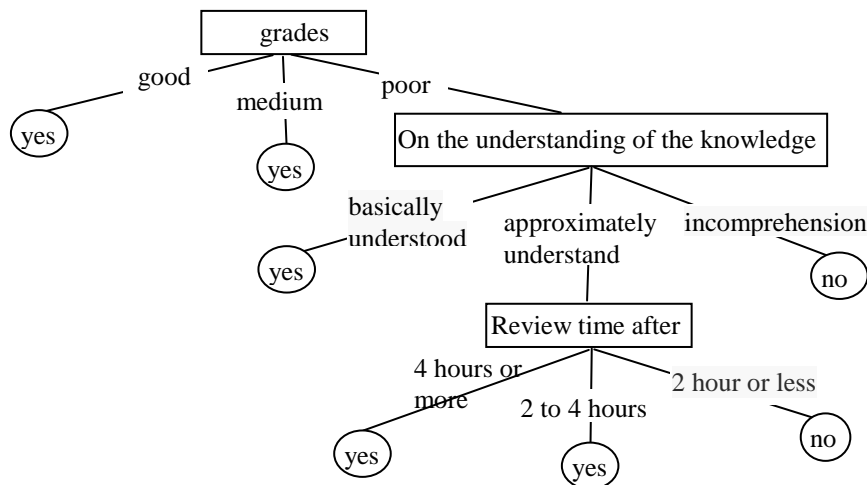 grades
good
medium
poor
yes
yes
On the understanding of the knowledge
basically
understood
approximately
understand
incomprehension
yes
no
Review time after
4 hours or
more
2 to 4 hours
2 hour or less
yes
yes
no